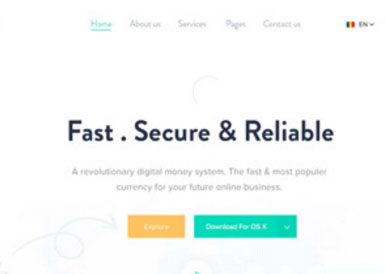 Home About us Services Pages Contact us EN
Fast . Secure & Reliable
A revolutionary digital money system. The fast & most populer
currency for your future online business.
Explore Download For OS X